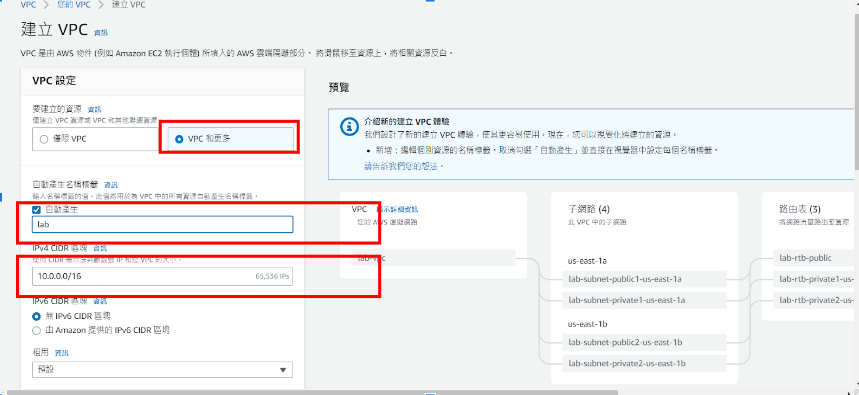 VPC > 您的 VPC > 建立 VPC
建立 VPC 資訊
VPC 是由 AWS 物件 (例如 Amazon EC2 執行個體) 所填入的 AWS 雲端隔離部分。 將滑鼠移至資源上，將相關資源反白。
VPC 設定
要建立的資源 資訊
僅建立 VPC 資源或 VPC 和其他聯網資源。
僅限 VPC
VPC 和更多
自動產生名稱標籤 資訊
輸入名稱標籤的值。此值將用於為 VPC 中的所有資源自動產生名稱標籤。
自動產生
lab
IPv4 CIDR 區塊 資訊
使用 CIDR 表示法判斷啟始 IP 和您 VPC 的大小。
10.0.0.0/16
65,536 IPs
IPv6 CIDR 區塊 資訊
無 IPv6 CIDR 區塊
由 Amazon 提供的 IPv6 CIDR 區塊
租用 資訊
預設
預覽
介紹新的建立 VPC 體驗
我們設計了新的建立 VPC 體驗，使其更容易使用。現在，您可以視覺化將建立的資源。
新增：編輯個別資源的名稱標籤。取消勾選「自動產生」並直接在視覺器中設定每個名稱標籤。
請告訴我們您的想法。
VPC 顯示詳細資訊
您的 AWS 虛擬網路
lab-vpc
子網路 (4)
此 VPC 中的子網路
us-east-1a
lab-subnet-public1-us-east-1a
lab-subnet-private1-us-east-1a
us-east-1b
lab-subnet-public2-us-east-1b
lab-subnet-private2-us-east-1b
路由表 (3)
將網路流量路由至資源
lab-rtb-public
lab-rtb-private1-us-
lab-rtb-private2-us-